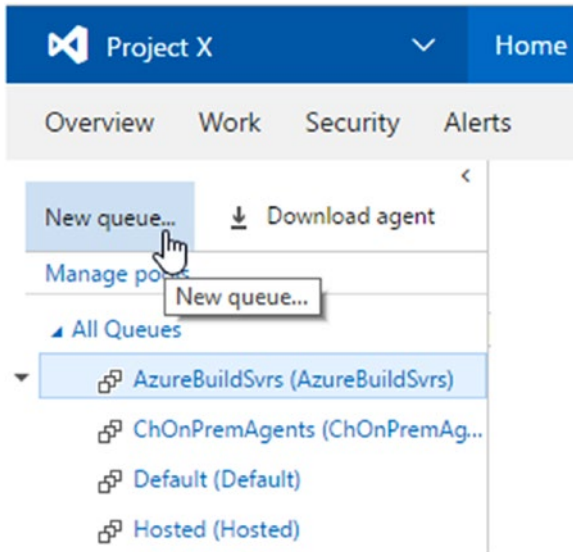 Project X Home
Overview Work Security Alerts
New queue... Download agent
Manage
New queue...
All Queues
AzureBuildSvrs (AzureBuildSvrs)
ChOnPremAgents (ChOnPremAg...
Default (Default)
Hosted (Hosted)